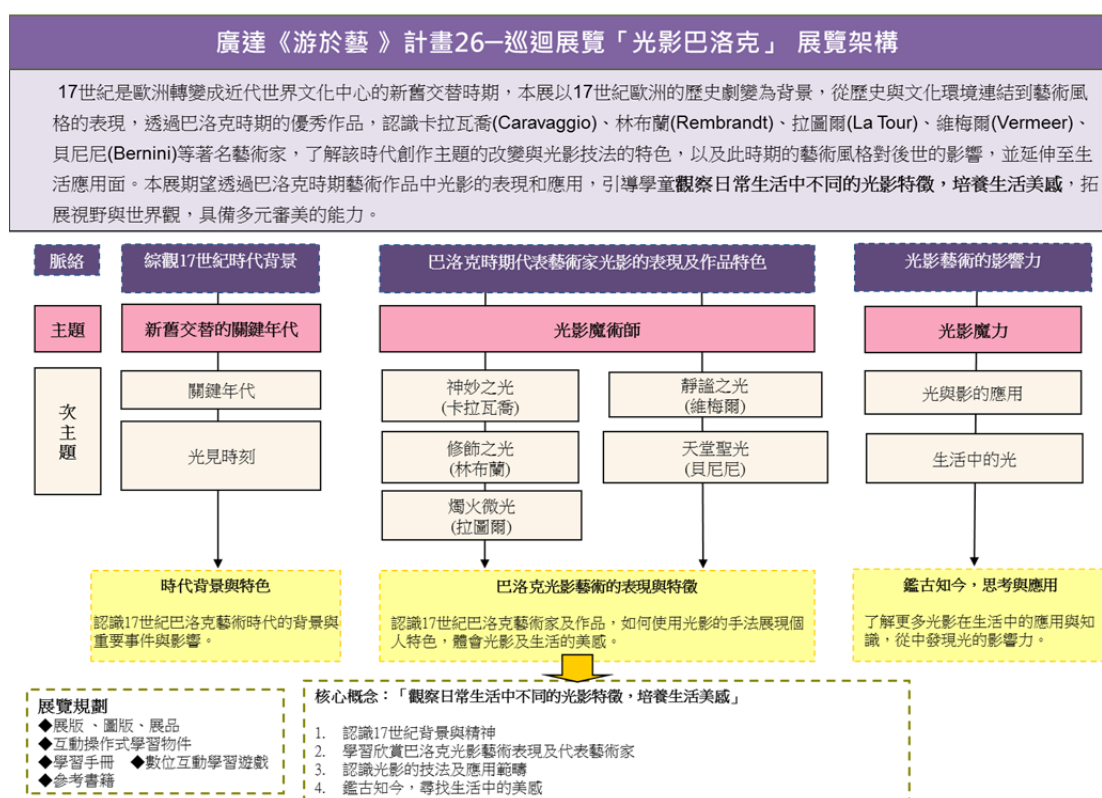 廣達《游於藝 》計畫26─巡迴展覽「光影巴洛克」 展覽架構
17世紀是歐洲轉變成近代世界文化中心的新舊交替時期，本展以17世紀歐洲的歷史劇變為背景，從歷史與文化環境連結到藝術風
格的表現，透過巴洛克時期的優秀作品，認識卡拉瓦喬(Caravaggio)、林布蘭(Rembrandt)、拉圖爾(La Tour)、維梅爾(Vermeer)、
貝尼尼(Bernini)等著名藝術家，了解該時代創作主題的改變與光影技法的特色，以及此時期的藝術風格對後世的影響，並延伸至生
活應用面。本展期望透過巴洛克時期藝術作品中光影的表現和應用，引導學童觀察日常生活中不同的光影特徵，培養生活美感，拓
展視野與世界觀，具備多元審美的能力。
脈絡
綜觀17世紀時代背景
巴洛克時期代表藝術家光影的表現及作品特色
光影藝術的影響力
主題
新舊交替的關鍵年代
光影魔術師
光影魔力
次主題
關鍵年代
光見時刻
神妙之光
(卡拉瓦喬)
修飾之光
(林布蘭)
燭火微光
(拉圖爾)
靜謐之光
(維梅爾)
天堂聖光
(貝尼尼)
光與影的應用
生活中的光
時代背景與特色
認識17世紀巴洛克藝術時代的背景與
重要事件與影響。
巴洛克光影藝術的表現與特徵
認識17世紀巴洛克藝術家及作品，如何使用光影的手法展現個
人特色，體會光影及生活的美感。
鑑古知今，思考與應用
了解更多光影在生活中的應用與知
識，從中發現光的影響力。
展覽規劃
◆展版、圖版、展品
◆互動操作式學習物件
◆學習手冊 ◆數位互動學習遊戲
◆參考書籍
核心概念：「觀察日常生活中不同的光影特徵，培養生活美感」
1. 認識17世紀背景與精神
2. 學習欣賞巴洛克光影藝術表現及代表藝術家
3. 認識光影的技法及應用範疇
4. 鑑古知今，尋找生活中的美感